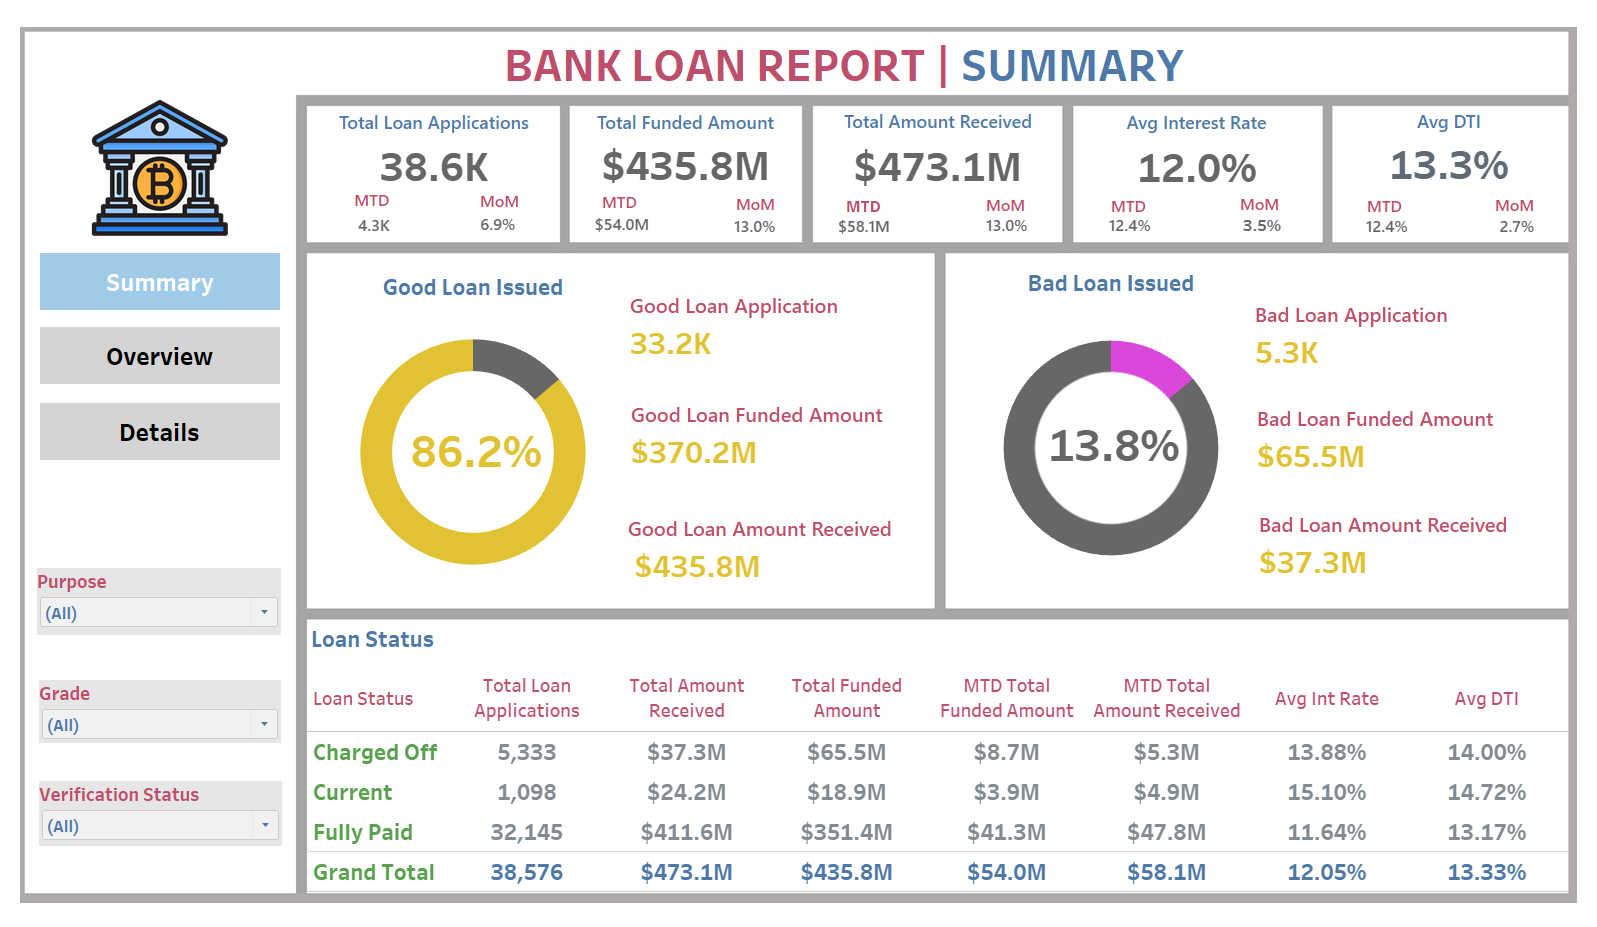 BANK LOAN REPORT | SUMMARY
Summary
Overview
Details
Purpose
(All)
Grade
(All)
Verification Status
(All)
Total Loan Applications
38.6K
MTD MoM
4.3K 6.9%
Total Funded Amount
$435.8M
MTD MoM
$54.0M 13.0%
Total Amount Received
$473.1M
MTD MoM
$58.1M 13.0%
Avg Interest Rate
12.0%
MTD MoM
12.4% 3.5%
Avg DTI
13.3%
MTD MoM
12.4% 2.7%
Good Loan Issued
86.2%
Good Loan Application
33.2K
Good Loan Funded Amount
$370.2M
Good Loan Amount Received
$435.8M
Bad Loan Issued
13.8%
Bad Loan Application
5.3K
Bad Loan Funded Amount
$65.5M
Bad Loan Amount Received
$37.3M
Loan Status
Loan Status Total Loan Applications Total Amount Received Total Funded Amount MTD Total Funded Amount MTD Total Amount Received Avg Int Rate Avg DTI
Charged Off 5,333 $37.3M $65.5M $8.7M $5.3M 13.88% 14.00%
Current 1,098 $24.2M $18.9M $3.9M $4.9M 15.10% 14.72%
Fully Paid 32,145 $411.6M $351.4M $41.3M $47.8M 11.64% 13.17%
Grand Total 38,576 $473.1M $435.8M $54.0M $58.1M 12.05% 13.33%